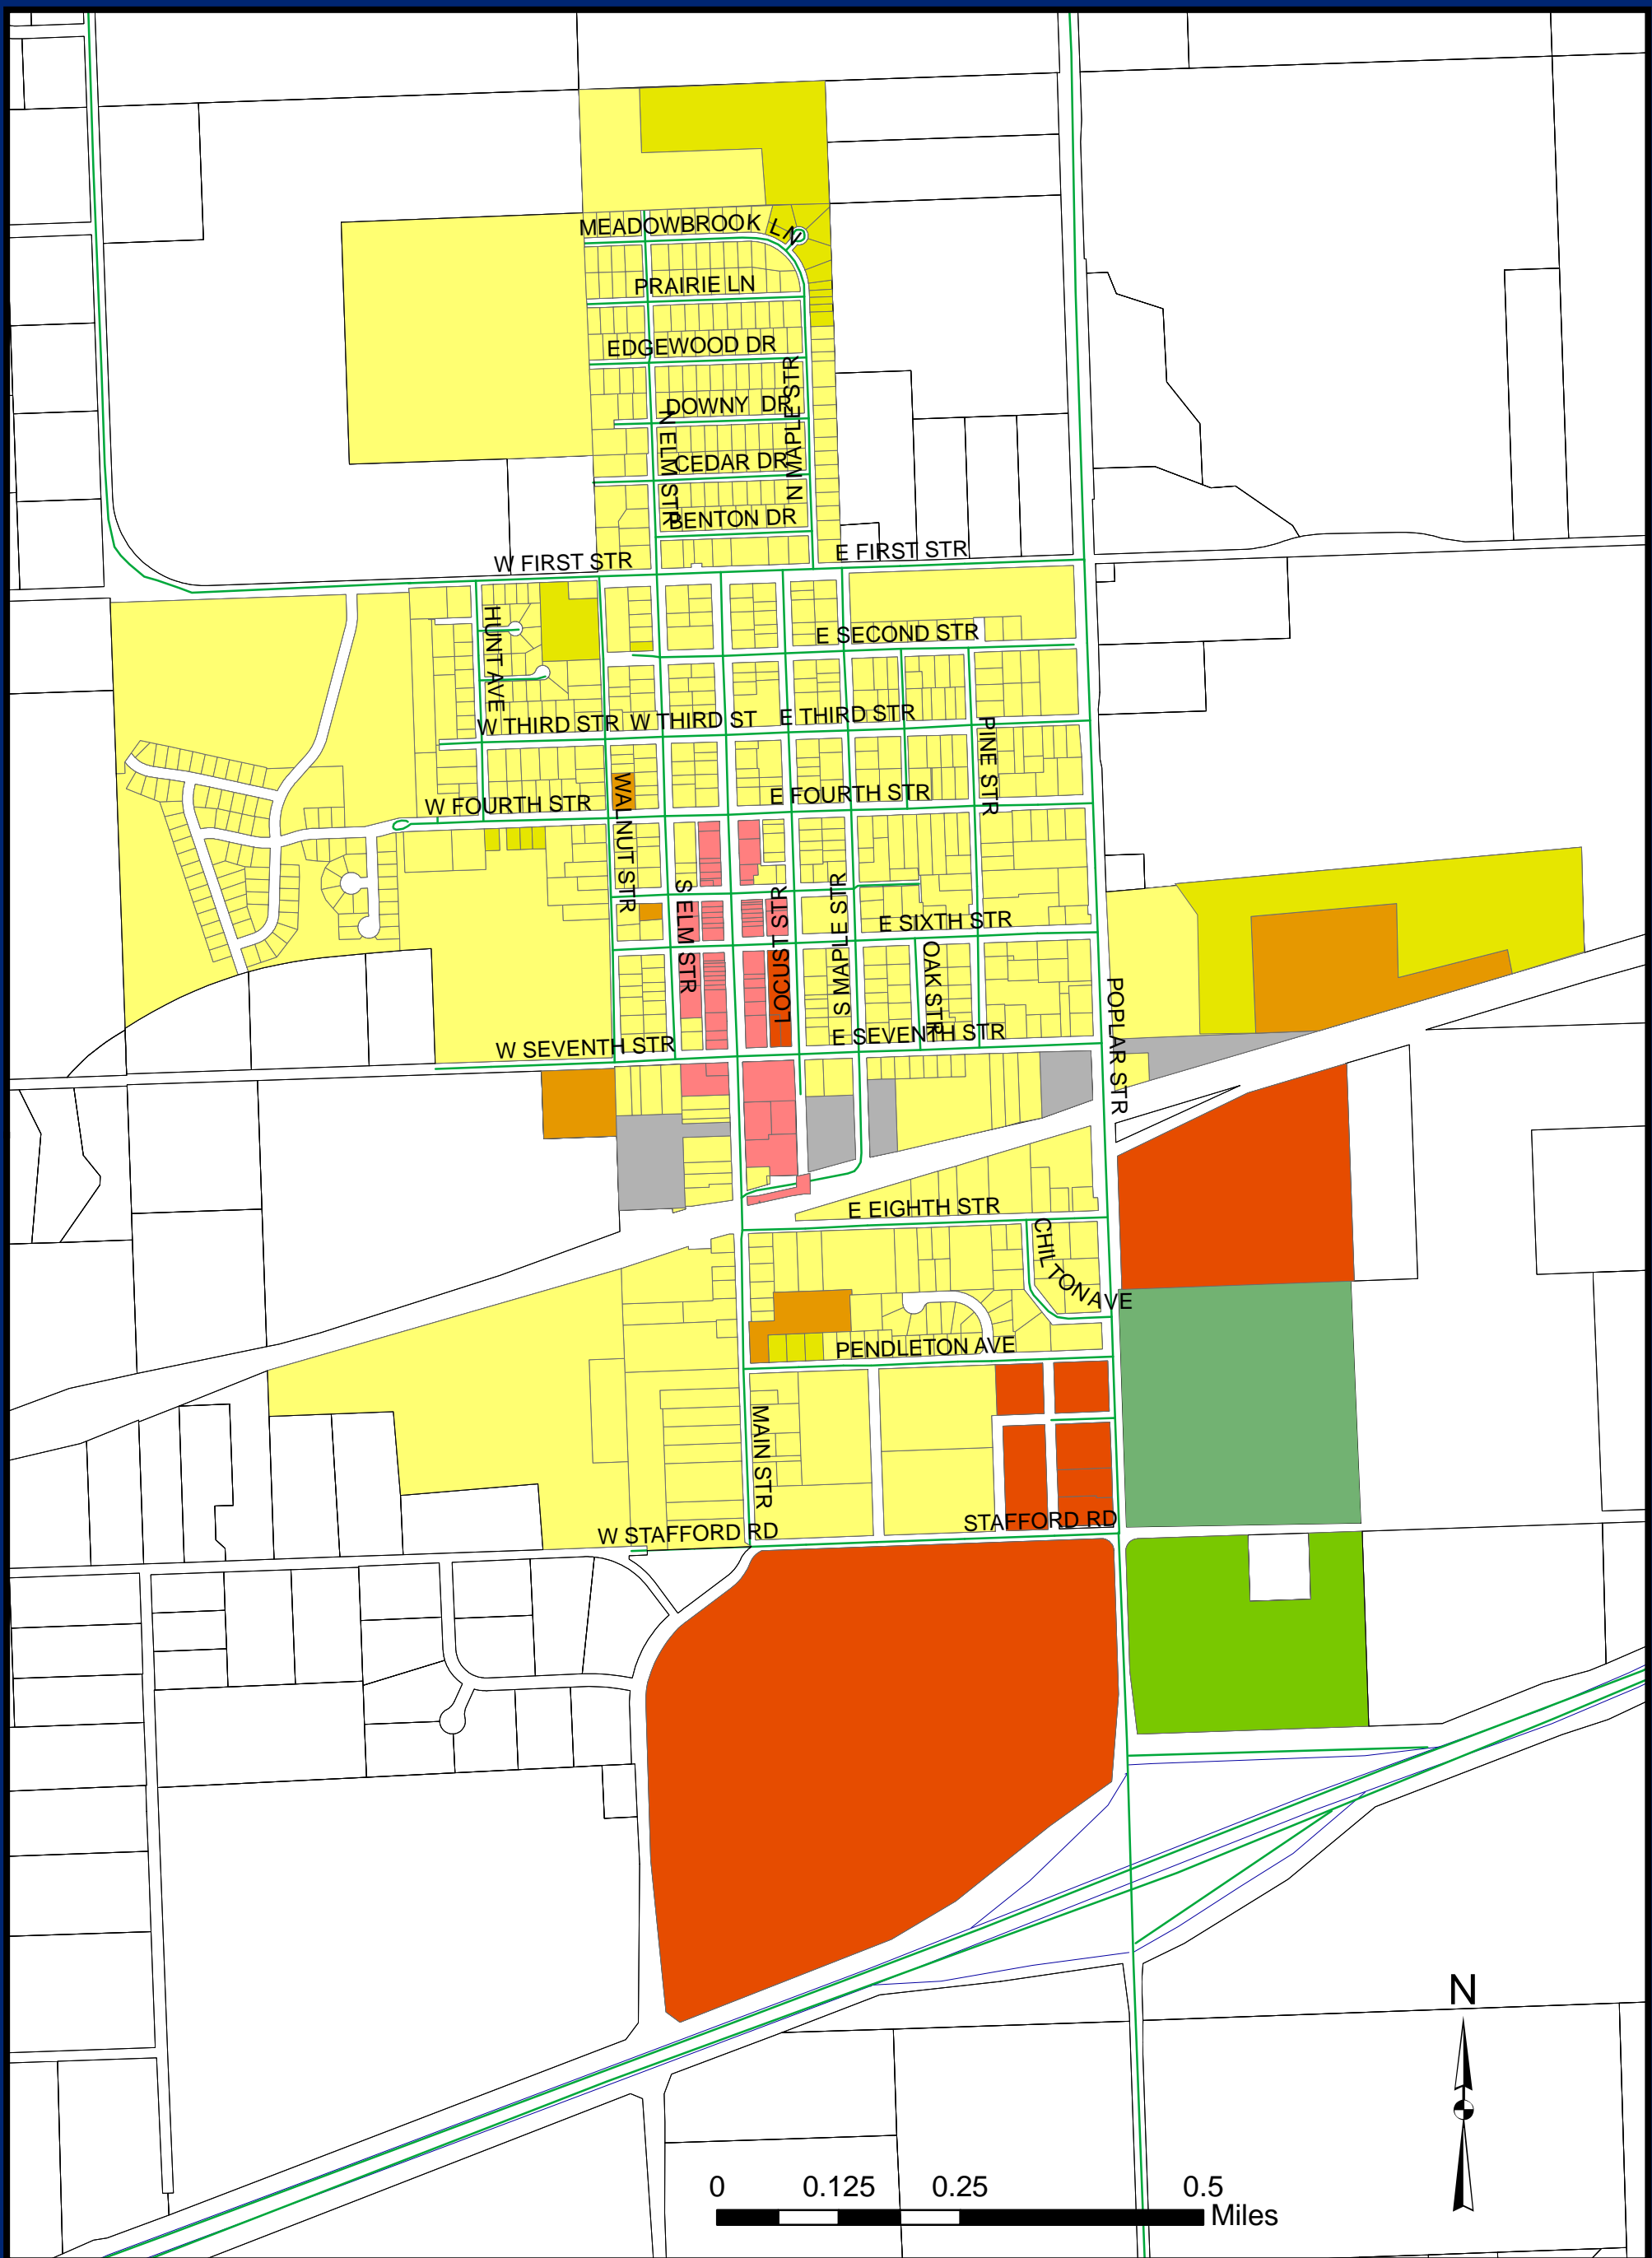 MEADOWBROOK LN
PRAIRIE LN
EDGEWOOD DR
N MAPLE STR
DOWNY DR
N ELM STR
CEDAR DR
BENTON DR
E FIRST STR
W FIRST STR
HUNT AVE
E SECOND STR
W THIRD STR
W THIRD ST
E THIRD STR
PINE STR
WALNUT STR
E FOURTH STR
W FOURTH STR
S ELM STR
LOCUST STR
S MAPLE STR
E SIXTH STR
OAK STR
POPLAR STR
E SEVENTH STR
W SEVENTH STR
E EIGHTH STR
CHILTON AVE
PENDLETON AVE
MAIN STR
STAFFORD RD
W STAFFORD RD
N
0 0.125 0.25 0.5
Miles